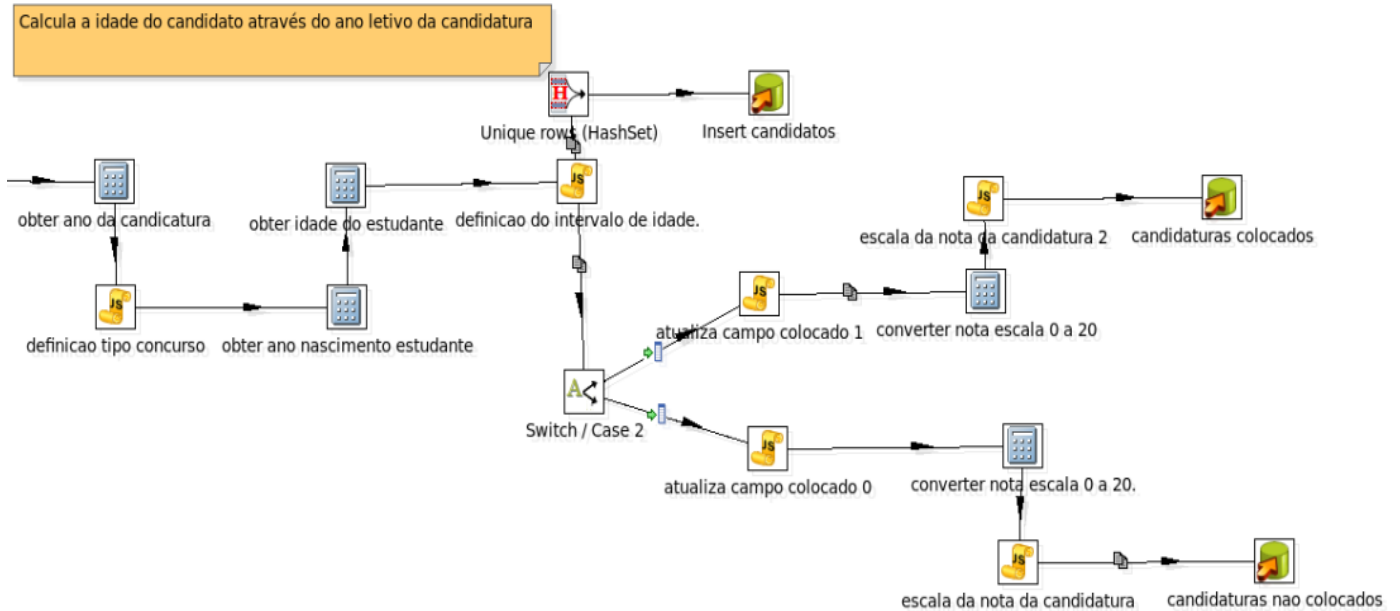 Calcula a idade do candidato através do ano letivo da candidatura
Unique rows (HashSet)
Insert candidatos
obter ano da candicatura
obter idade do estudante
definicao do intervalo de idade.
escala da nota da candidatura 2
candidaturas colocados
definicao tipo concurso
obter ano nascimento estudante
atualiza campo colocado 1
converter nota escala 0 a 20
Switch / Case 2
atualiza campo colocado 0
converter nota escala 0 a 20.
escala da nota da candidatura
candidaturas nao colocados